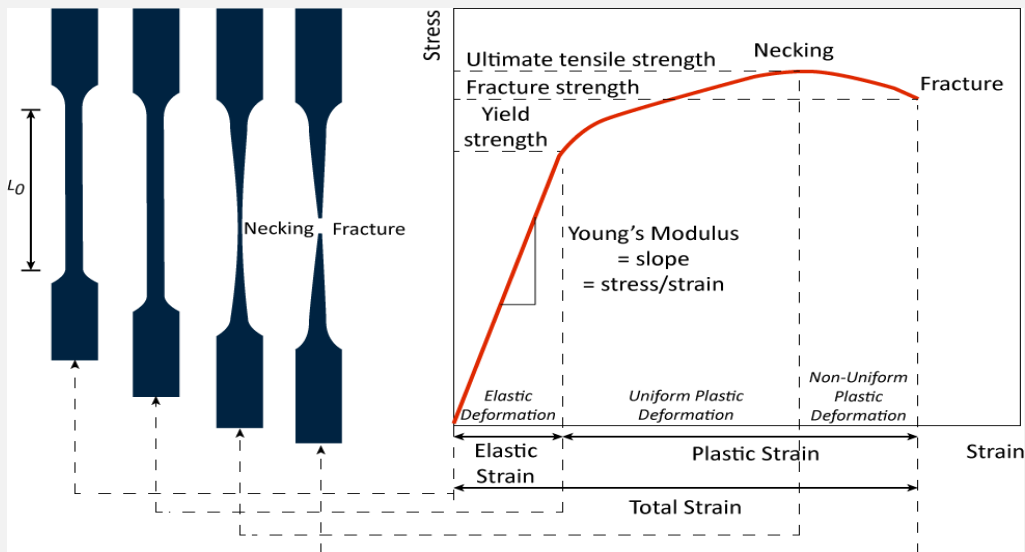 Stress
Necking
Ultimate tensile strength
Fracture strength
Fracture
Yield
strength
L0
Necking
Fracture
Young's Modulus
= slope
= stress/strain
Elastic
Deformation
Uniform Plastic
Deformation
Non-Uniform
Plastic
Deformation
Elastic
Strain
Plastic Strain
Strain
Total Strain